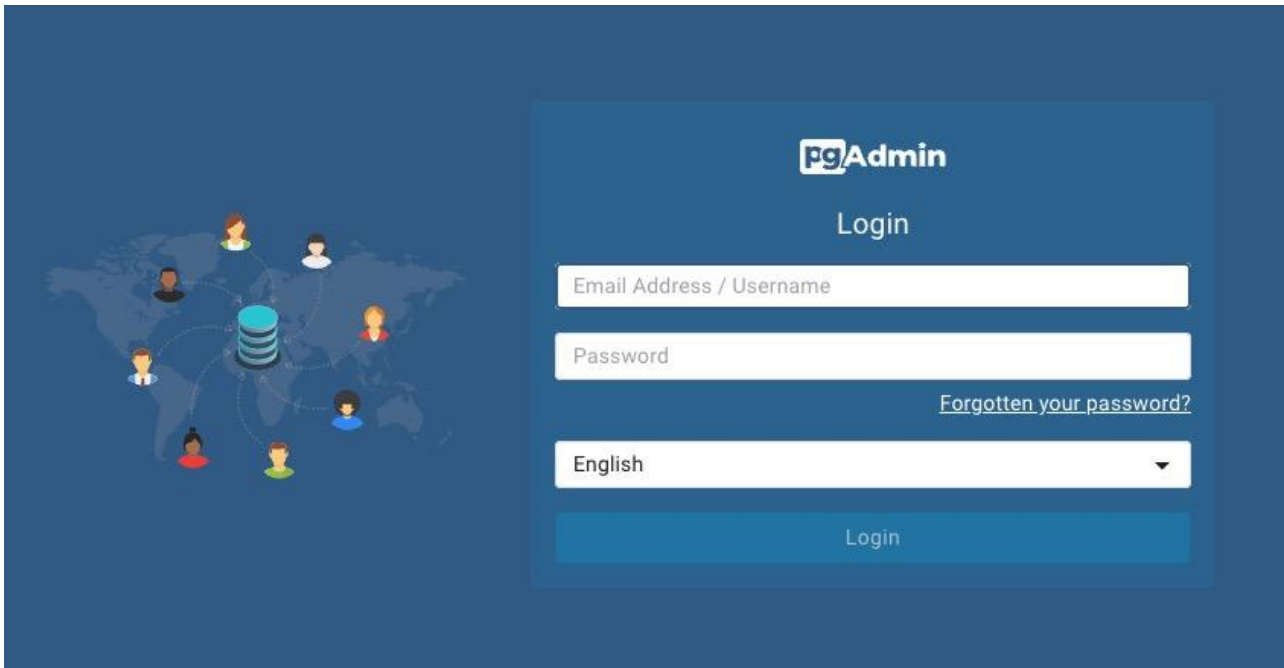 pgAdmin
Login
Email Address / Username
Password
Forgotten your password?
English
Login